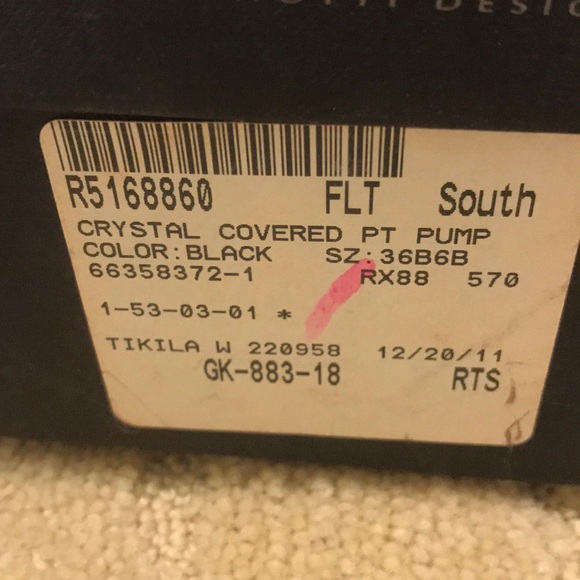 DESIG
R5168860 FLT South
CRYSTAL COVERED PT PUMP
COLOR:BLACK SZ:36B6B
66358372-1 RX88 570
1-53-03-01 *
TIKILA W 220958 12/20/11
GK-883-18 RTS